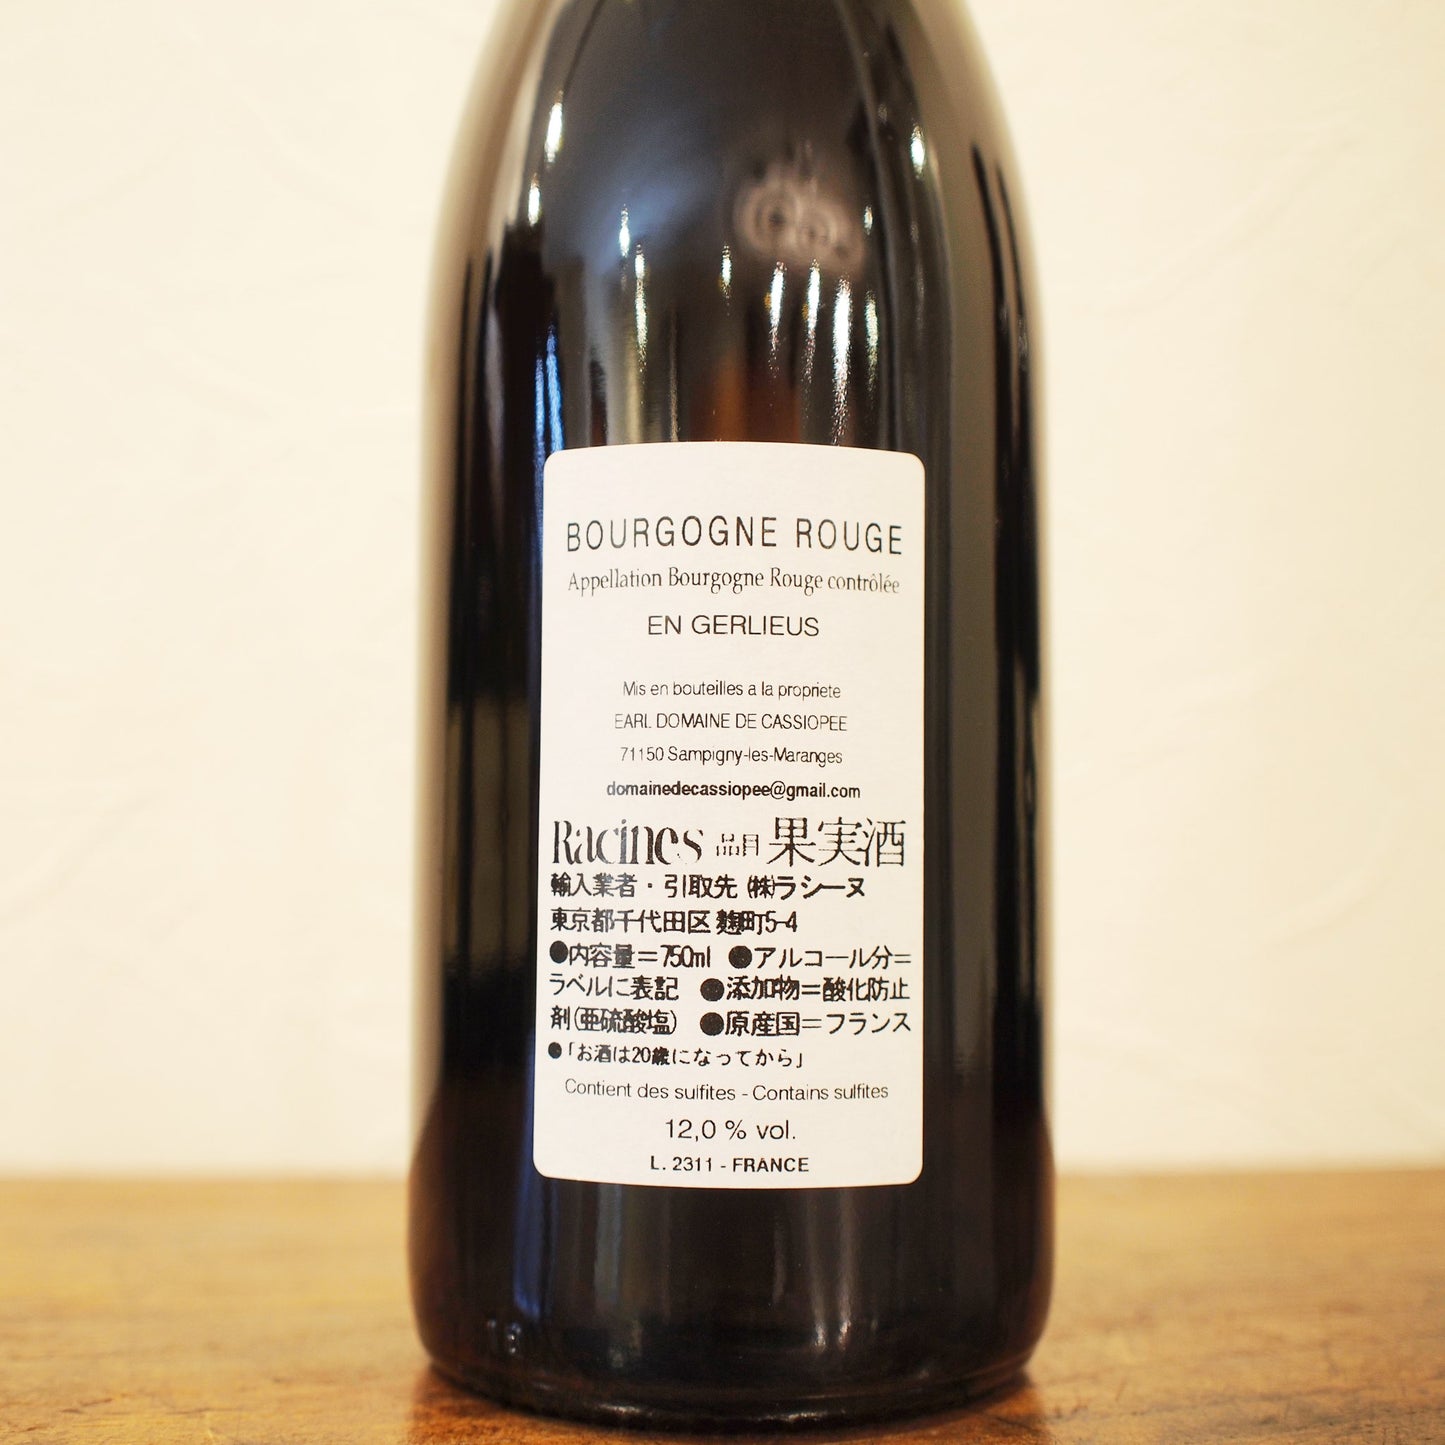 BOURGOGNE ROUGE
Appellation Bourgogne Rouge contrôlée
EN GERLIEUS
Mis en bouteilles a la propriete
EARL DOMAINE DE CASSIOPEE
71150 Sampigny-les-Maranges
domainedecassiopee@gmail.com
Racines 品目 果実酒
輸入業者・引取先 ㈱ラシーヌ
東京都千代田区麹町5-4
●内容量=750ml ●アルコール分=
ラベルに表記 ●添加物=酸化防止
剤(亜硫酸塩) ●原産国=フランス
●「お酒は20歳になってから」
Contient des sulfites - Contains sulfites
12,0 % vol.
L. 2311 - FRANCE